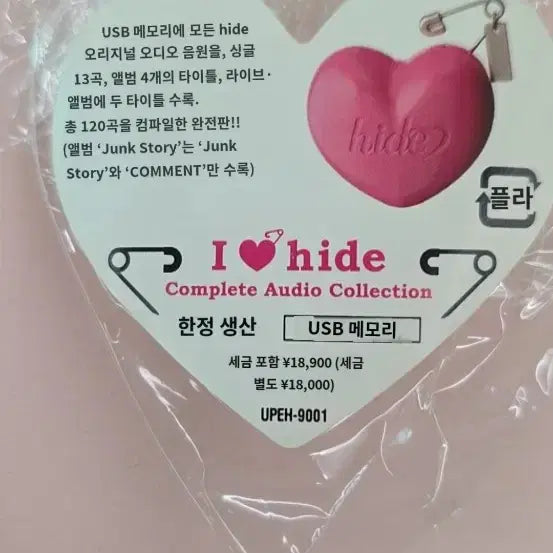 USB 메모리에 모든 hide
오리지널 오디오 음원을, 싱글
13곡, 앨범 4개의 타이틀, 라이브·
앨범에 두 타이틀 수록.
총 120곡을 컴파일한 완전판!!
(앨범 ‘Junk Story’는 ‘Junk
Story’와 ‘COMMENT’만 수록)
hide
플라
I ♥ hide
Complete Audio Collection
한정 생산 USB 메모리
세금 포함 ¥18,900 (세금
별도 ¥18,000)
UPEH-9001